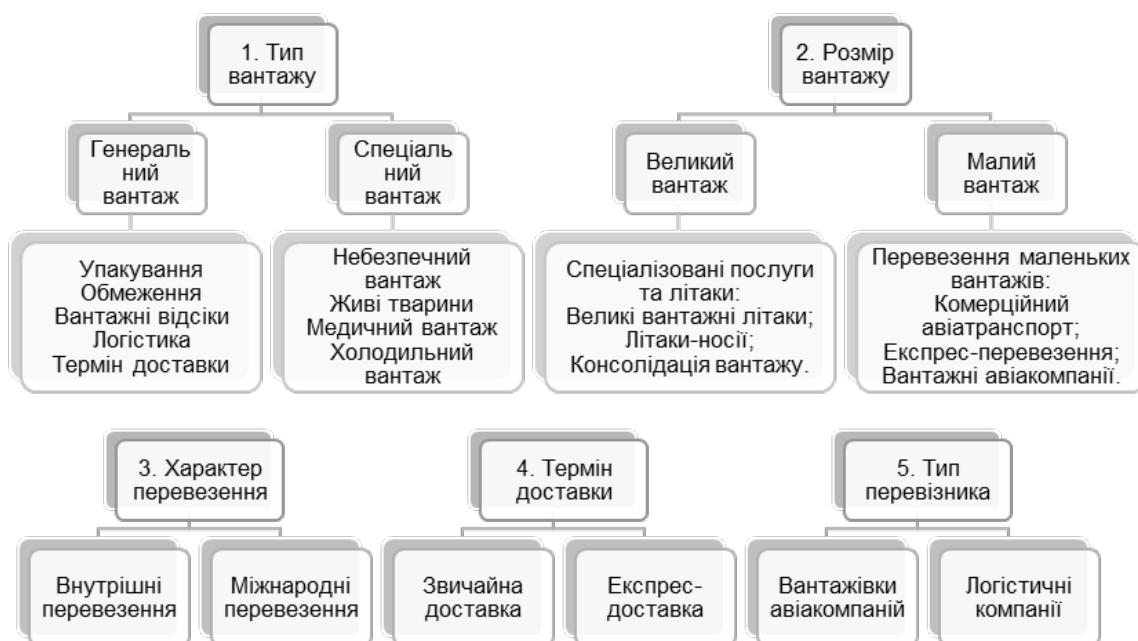 1. Тип
вантажу
2. Розмір
вантажу
Генераль
ний
вантаж
Спеціаль
ний
вантаж
Великий
вантаж
Малий
вантаж
Упакування
Обмеження
Вантажні відсіки
Логістика
Термін доставки
Небезпечний
вантаж
Живі тварини
Медичний вантаж
Холодильний
вантаж
Спеціалізовані послуги
та літаки:
Великі вантажні літаки;
Літаки-носії;
Консолідація вантажу.
Перевезення маленьких
вантажів:
Комерційний
авіатранспорт;
Експрес-перевезення;
Вантажні авіакомпанії.
3. Характер
перевезення
4. Термін
доставки
5. Тип
перевізника
Внутрішні
перевезення
Міжнародні
перевезення
Звичайна
доставка
Експрес-
доставка
Вантажівки
авіакомпаній
Логістичні
компанії